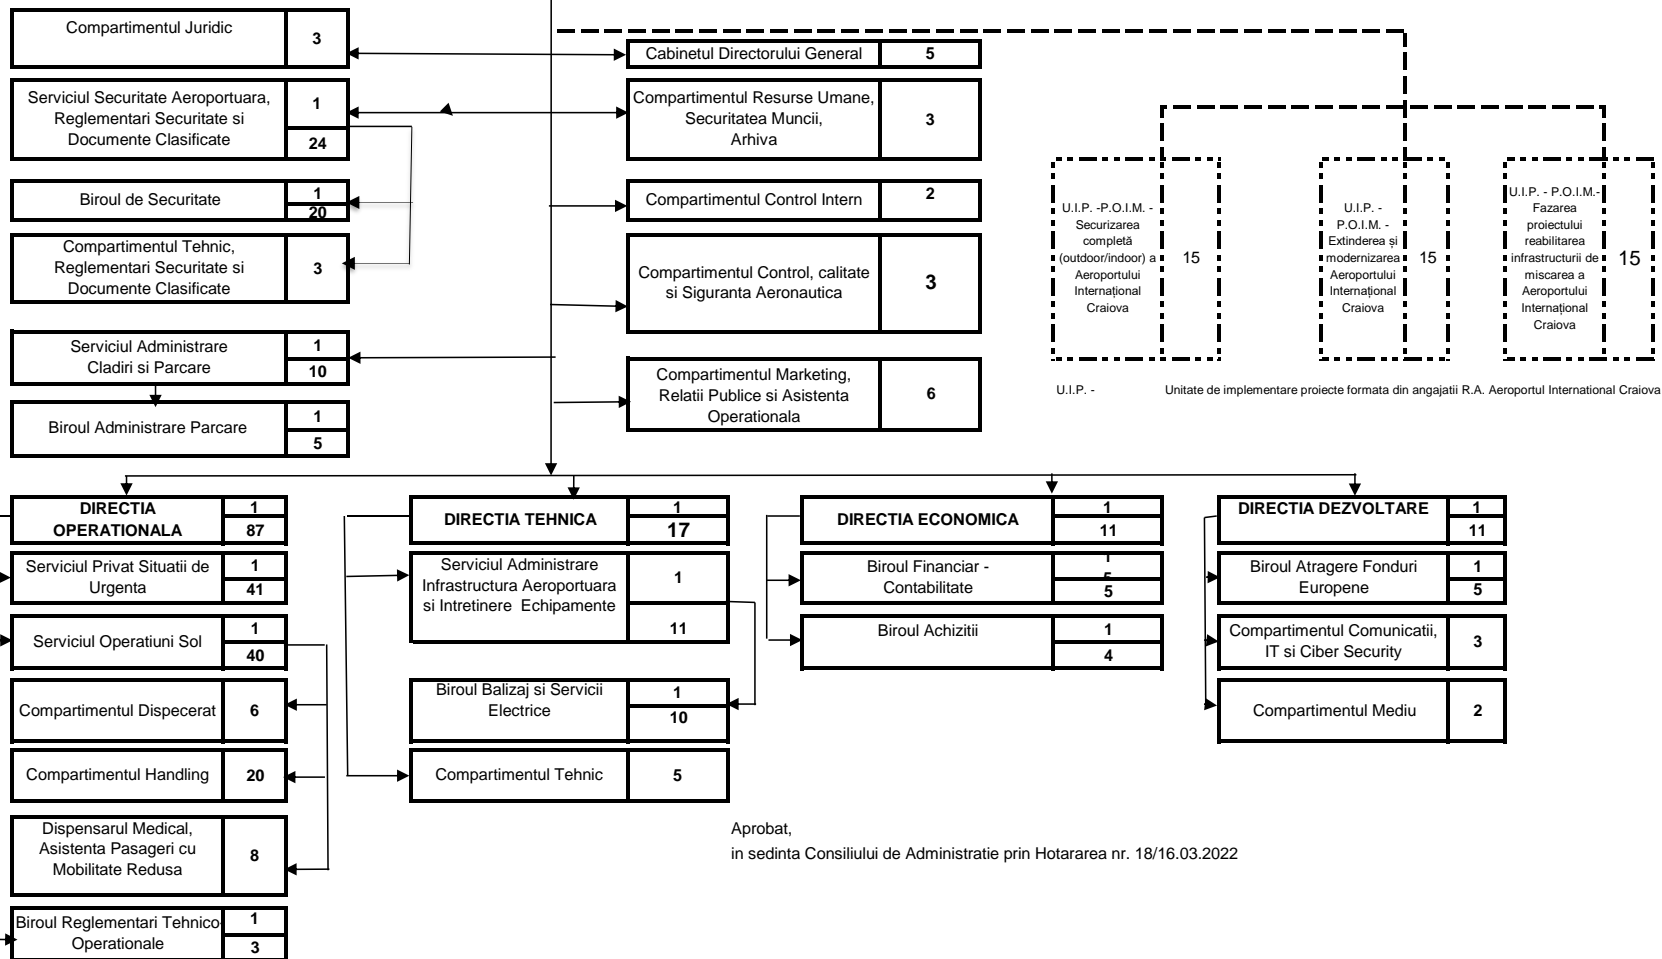 Compartimentul Juridic
3
Cabinetul Directorului General
5
Serviciul Securitate Aeroportuara,
Reglementari Securitate si
Documente Clasificate
1
24
Compartimentul Resurse Umane,
Securitatea Muncii,
Arhiva
3
Biroul de Securitate
1
20
Compartimentul Control Intern
2
Compartimentul Tehnic,
Reglementari Securitate si
Documente Clasificate
3
Compartimentul Control, calitate
si Siguranta Aeronautica
3
Serviciul Administrare
Cladiri si Parcare
1
10
Compartimentul Marketing,
Relatii Publice si Asistenta
Operationala
6
Biroul Administrare Parcare
1
5
U.I.P. -P.O.I.M. -
Securizarea
completă
(outdoor/indoor) a
Aeroportului
Internațional
Craiova
15
U.I.P. -
P.O.I.M. -
Extinderea și
modernizarea
Aeroportului
Internațional
Craiova
15
U.I.P. - P.O.I.M.-
Fazarea
proiectului
reabilitarea
infrastructurii de
miscarea a
Aeroportului
Internațional
Craiova
15
U.I.P. - Unitate de implementare proiecte formata din angajatii R.A. Aeroportul International Craiova
DIRECTIA
OPERATIONALA
1
87
Serviciul Privat Situatii de
Urgenta
1
41
Serviciul Operatiuni Sol
1
40
Compartimentul Dispecerat
6
Compartimentul Handling
20
Dispensarul Medical,
Asistenta Pasageri cu
Mobilitate Redusa
8
Biroul Reglementari Tehnico-
Operationale
1
3
DIRECTIA TEHNICA
1
17
Serviciul Administrare
Infrastructura Aeroportuara
si Intretinere Echipamente
1
11
Biroul Balizaj si Servicii
Electrice
1
10
Compartimentul Tehnic
5
DIRECTIA ECONOMICA
1
11
Biroul Financiar -
Contabilitate
5
Biroul Achizitii
1
4
DIRECTIA DEZVOLTARE
1
11
Biroul Atragere Fonduri
Europene
1
5
Compartimentul Comunicatii,
IT si Ciber Security
3
Compartimentul Mediu
2
Aprobat,
in sedinta Consiliului de Administratie prin Hotararea nr. 18/16.03.2022